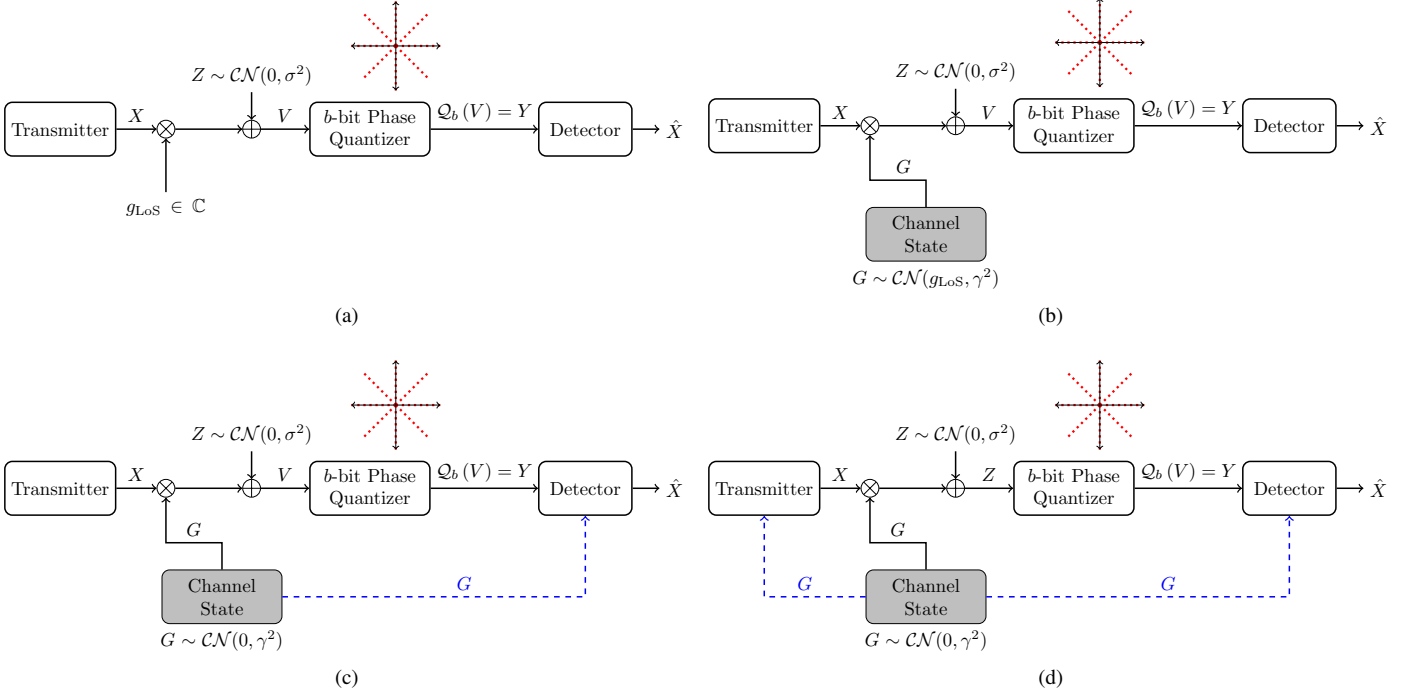 Z ∼ CN(0, σ²)
Transmitter
X
V
b-bit Phase
Quantizer
Q_b (V) = Y
Detector
X̂
g_LoS ∈ ℂ
(a)
Z ∼ CN(0, σ²)
Transmitter
X
V
b-bit Phase
Quantizer
Q_b (V) = Y
Detector
X̂
G
Channel
State
G ∼ CN(g_LoS, γ²)
(b)
Z ∼ CN(0, σ²)
Transmitter
X
V
b-bit Phase
Quantizer
Q_b (V) = Y
Detector
X̂
G
Channel
State
G
G ∼ CN(0, γ²)
(c)
Z ∼ CN(0, σ²)
Transmitter
X
Z
b-bit Phase
Quantizer
Q_b (V) = Y
Detector
X̂
G
G
Channel
State
G
G ∼ CN(0, γ²)
(d)